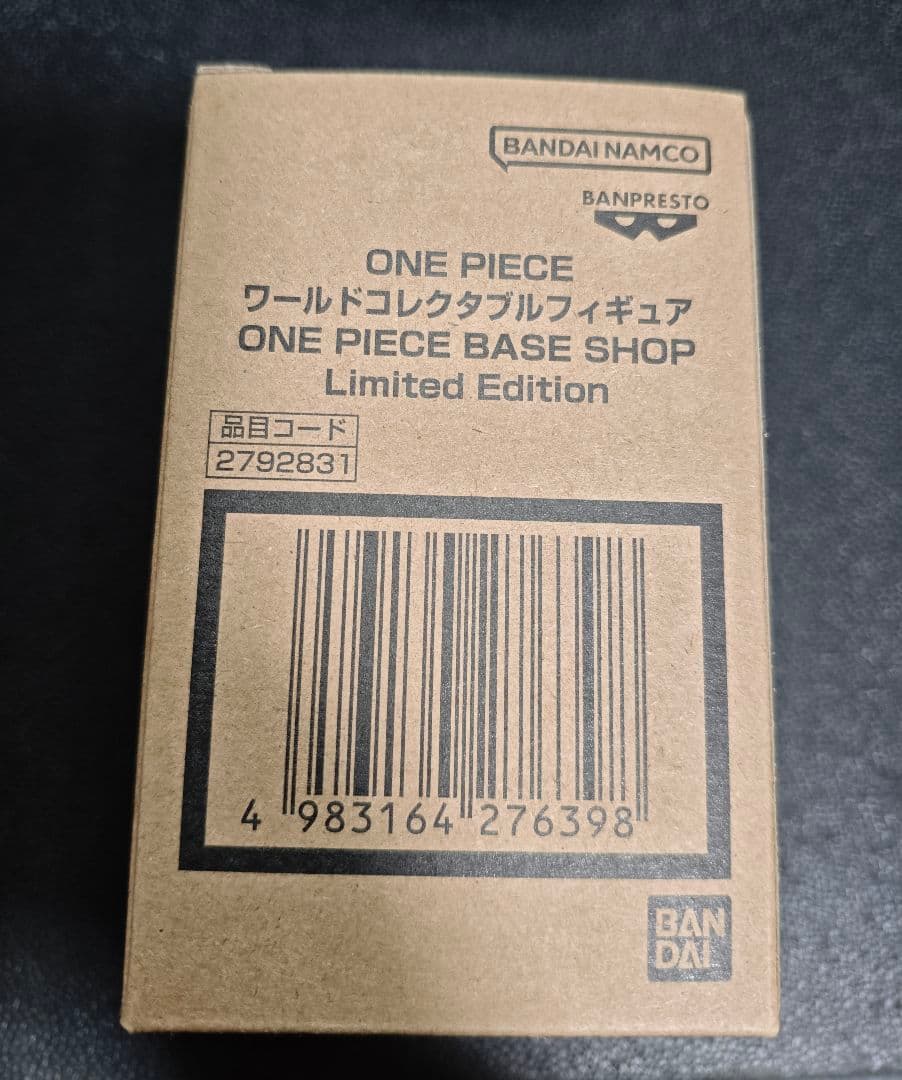 BANDAI NAMCO
BANPRESTO
ONE PIECE
ワールドコレクタブルフィギュア
ONE PIECE BASE SHOP
Limited Edition
品目コード
2792831
4 983164 276398
BAN
DAI